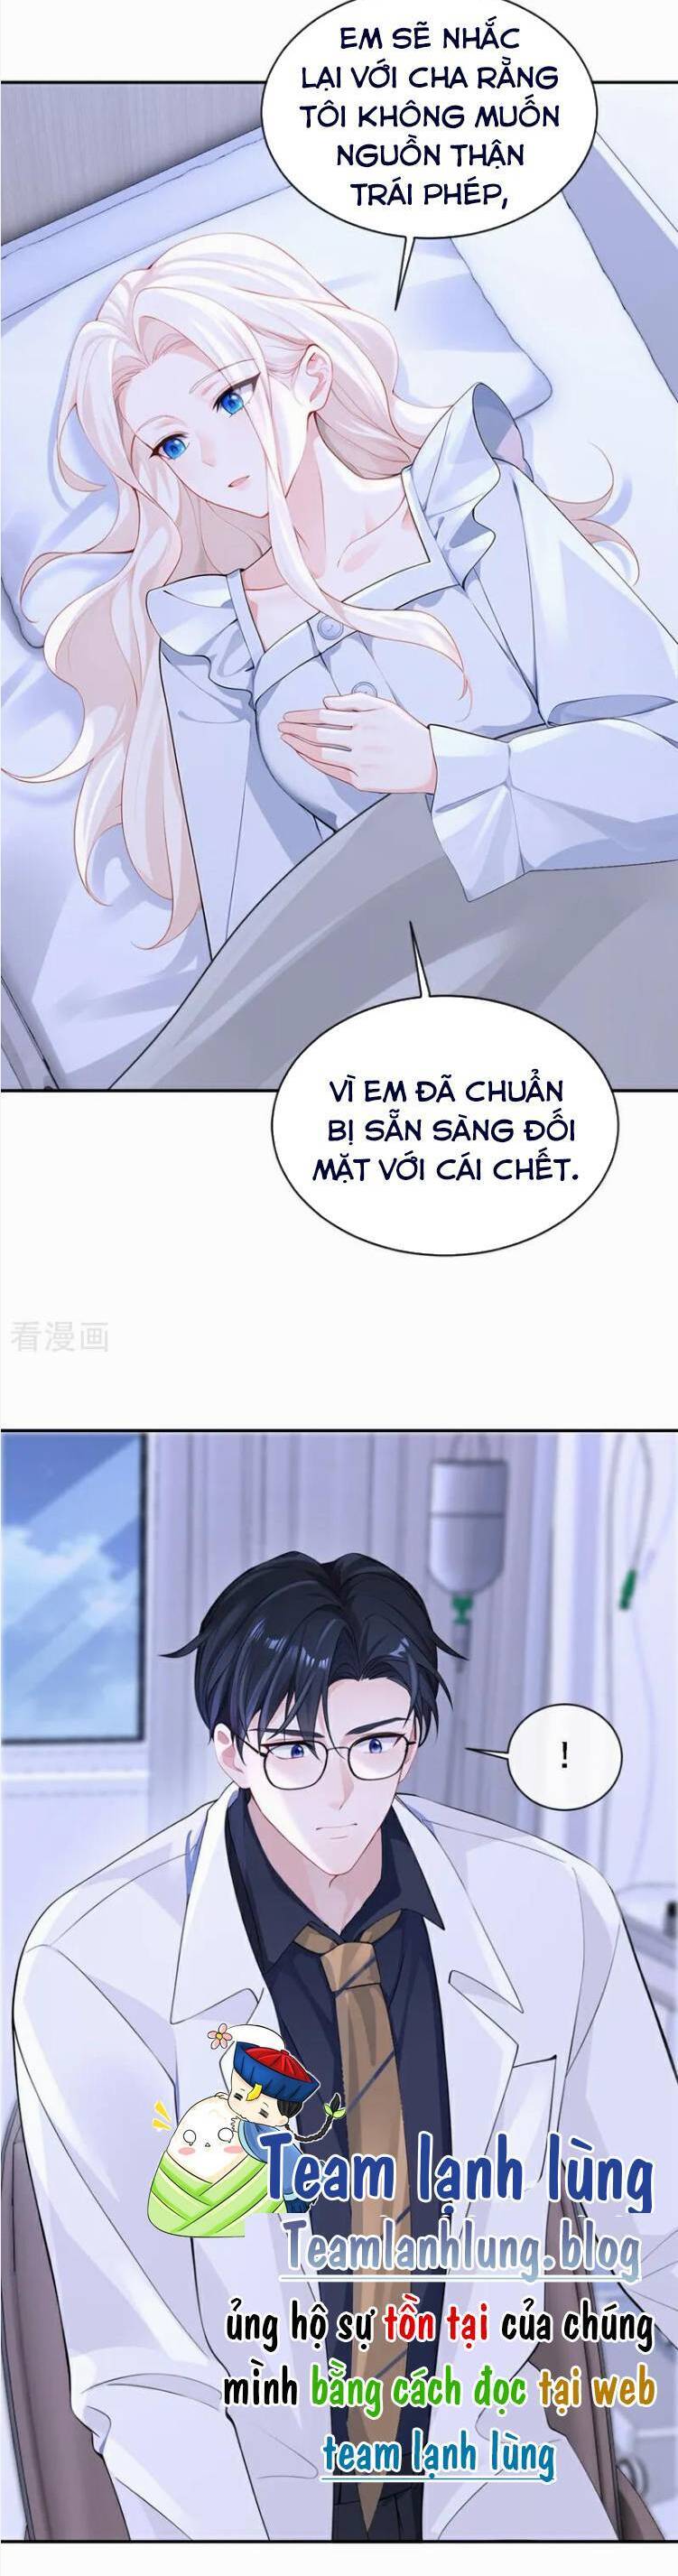 EM SẼ NHẮC
LẠI VỚI CHA RẰNG
TÔI KHÔNG MUỐN
NGUỒN THẬN
TRÁI PHÉP,
VÌ EM ĐÃ CHUẨN
BỊ SẴN SÀNG ĐỐI
MẶT VỚI CÁI CHẾT.
看漫画
!
Team lạnh lùng
Teamlanhlung.blog
ủng hộ sự tồn tại của chúng
mình bằng cách đọc tại web
team lạnh lùng